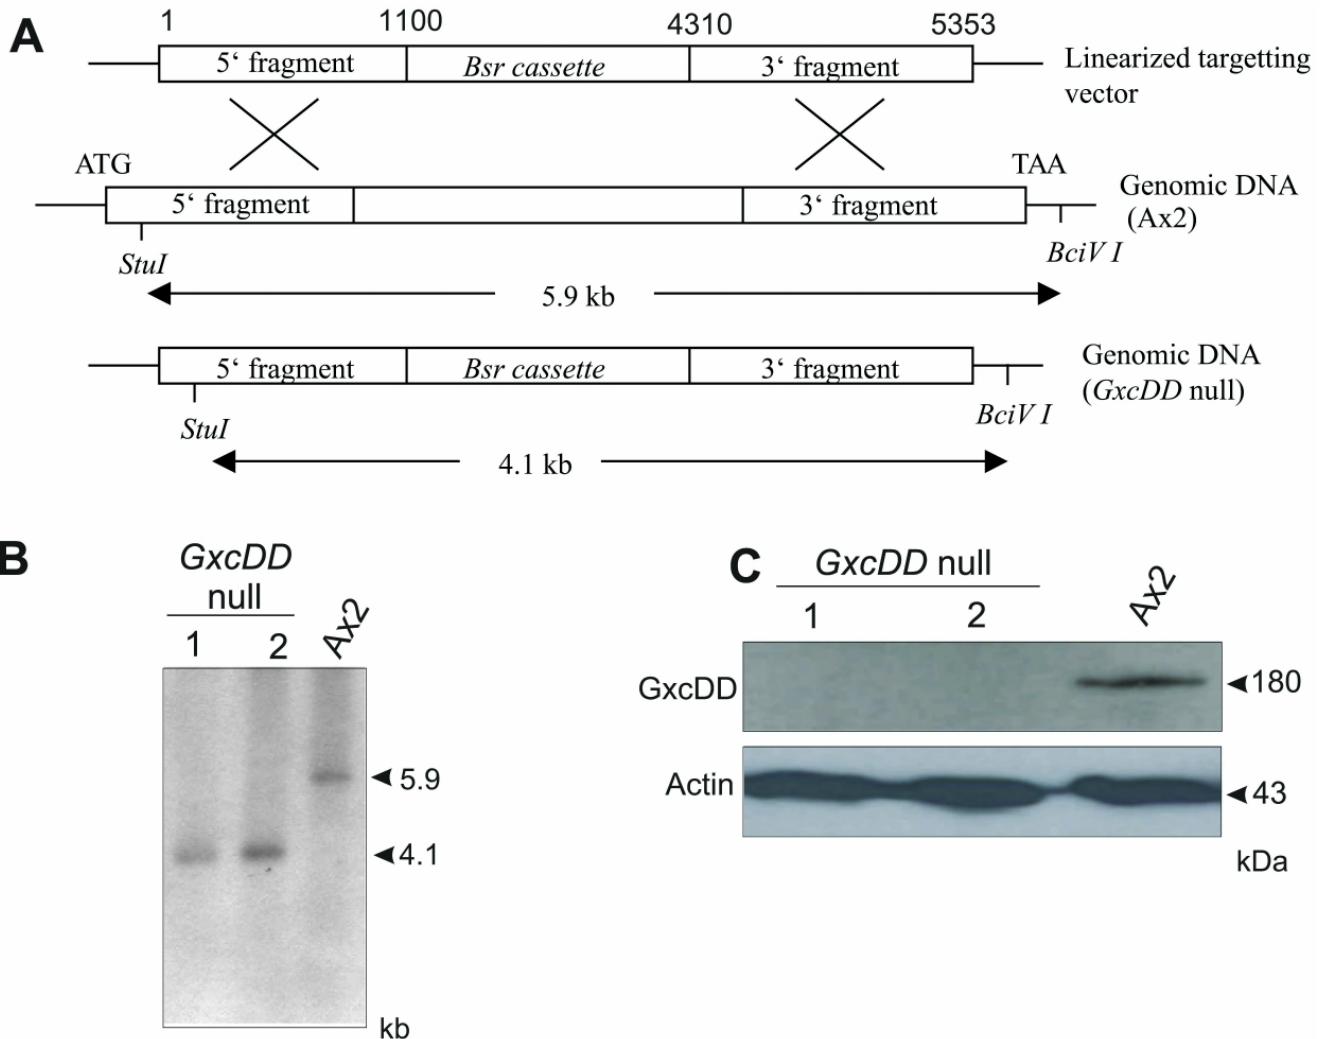 A
1 1100 4310 5353
5‘ fragment Bsr cassette 3‘ fragment
Linearized targetting
vector
ATG TAA
5‘ fragment 3‘ fragment
Genomic DNA
(Ax2)
StuI BciV I
5.9 kb
5‘ fragment Bsr cassette 3‘ fragment
Genomic DNA
(GxcDD null)
StuI BciV I
4.1 kb
B
GxcDD
null
1 2 Ax2
5.9
4.1
kb
C
GxcDD null
1 2 Ax2
GxcDD 180
Actin 43
kDa